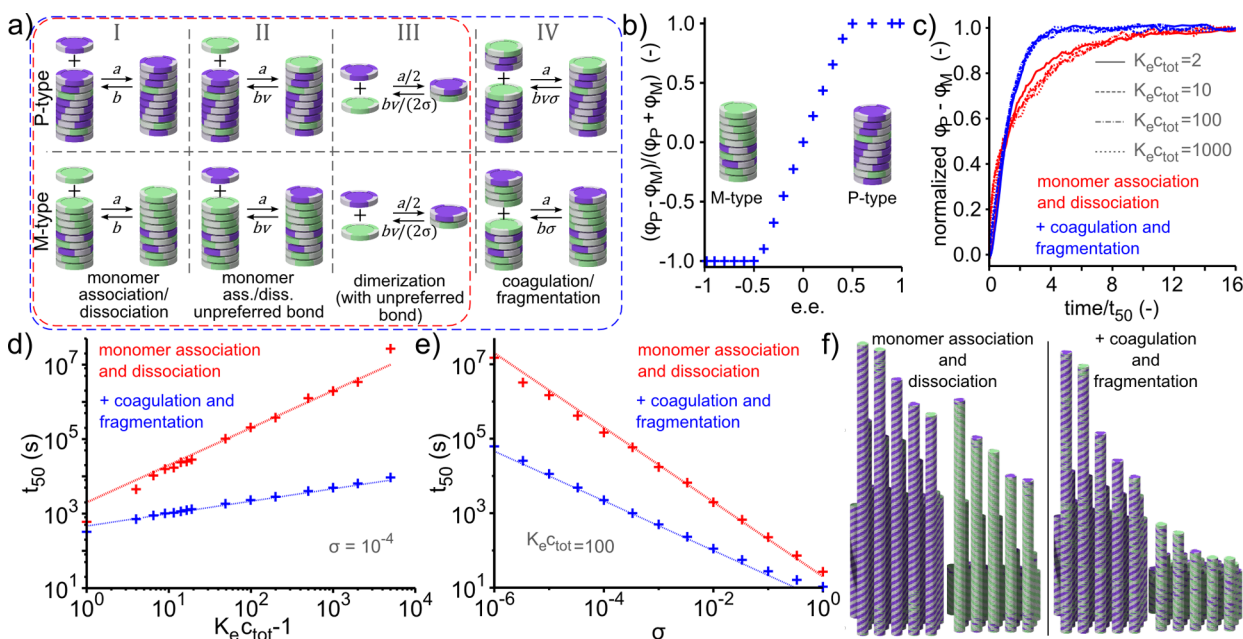 a)
I II III IV
P-type
+ a b
+ a bv
+ a/2 bv/(2σ)
+ a bvσ
M-type
+ a b
+ a bv
+ a/2 bv/(2σ)
+ a bσ
monomer
association/
dissociation
monomer
ass./diss.
unpreferred bond
dimerization
(with unpreferred
bond)
coagulation/
fragmentation
b)
(φP - φM)/(φP + φM) (-)
1.0
0.5
0.0
-0.5
-1.0
M-type
P-type
-1 -0.5 0 0.5 1
e.e.
c)
normalized φP - φM
1.0
0.8
0.6
0.4
0.2
0.0
Kectot=2
Kectot=10
Kectot=100
Kectot=1000
monomer association
and dissociation
+ coagulation and
fragmentation
0 4 8 12 16
time/t50 (-)
d)
t50 (s)
10^7
10^5
10^3
10^1
monomer association
and dissociation
+ coagulation and
fragmentation
σ = 10^-4
10^0 10^1 10^2 10^3 10^4
Kectot-1
e)
t50 (s)
10^7
10^5
10^3
10^1
monomer association
and dissociation
+ coagulation and
fragmentation
Kectot=100
10^-6 10^-4 10^-2 10^0
σ
f)
monomer association
and
dissociation
+ coagulation
and
fragmentation